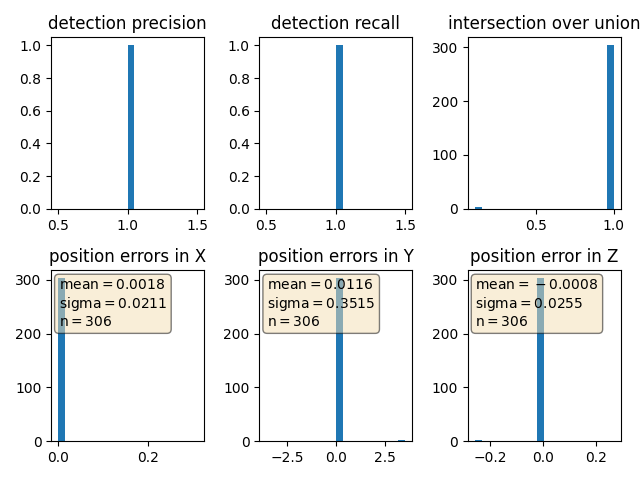 detection precision
detection recall
intersection over union
1.0
0.8
0.6
0.4
0.2
0.0
0.5
1.0
1.5
1.0
0.8
0.6
0.4
0.2
0.0
0.5
1.0
1.5
300
200
100
0
0.5
1.0
position errors in X
position errors in Y
position error in Z
300
200
100
0
mean = 0.0018
sigma = 0.0211
n = 306
0.0
0.2
300
200
100
0
mean = 0.0116
sigma = 0.3515
n = 306
−2.5
0.0
2.5
300
200
100
0
mean = −0.0008
sigma = 0.0255
n = 306
−0.2
0.0
0.2